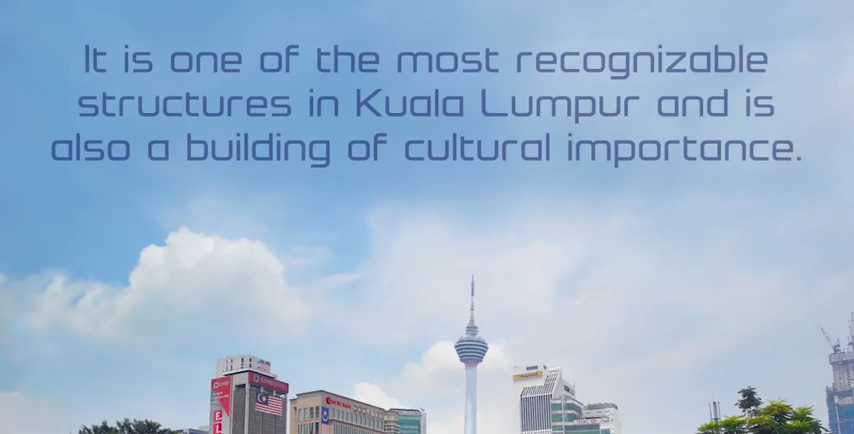 It is one of the most recognizable
structures in Kuala Lumpur and is
also a building of cultural importance.